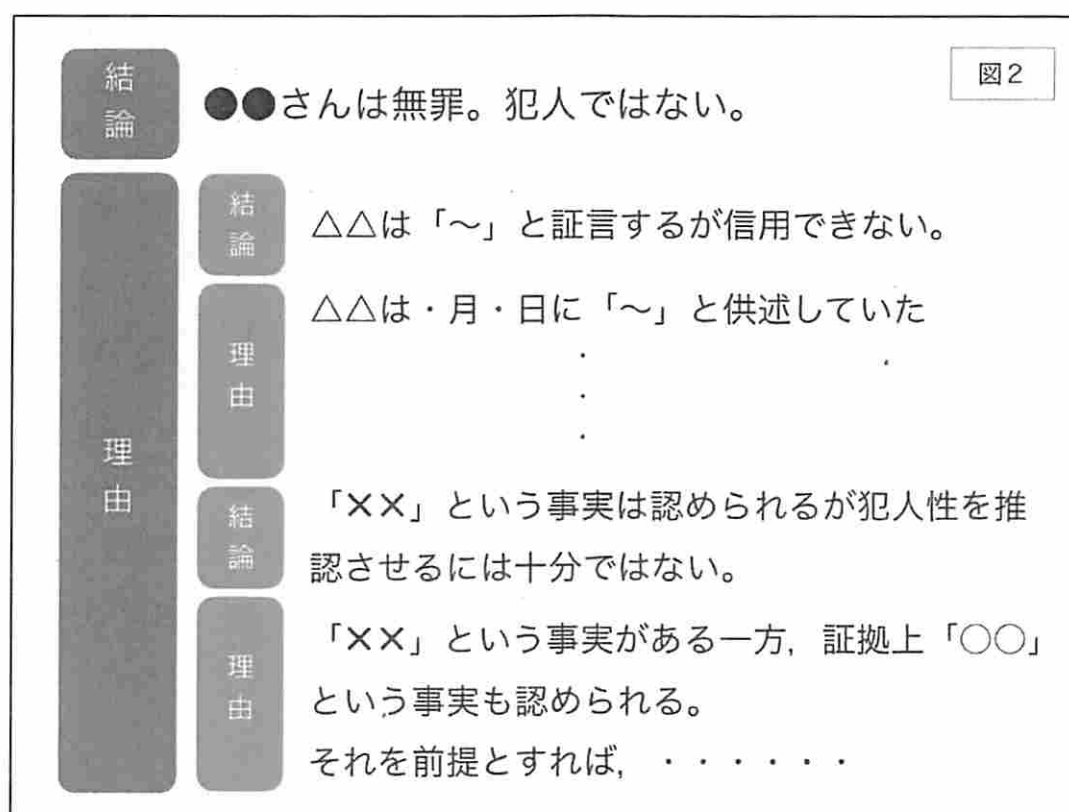 図2
結論
●●さんは無罪。犯人ではない。
理由
結論
△△は「〜」と証言するが信用できない。
理由
△△は・月・日に「〜」と供述していた
・
・
・
結論
「××」という事実は認められるが犯人性を推
認させるには十分ではない。
理由
「××」という事実がある一方，証拠上「○○」
という事実も認められる。
それを前提とすれば，・・・・・・